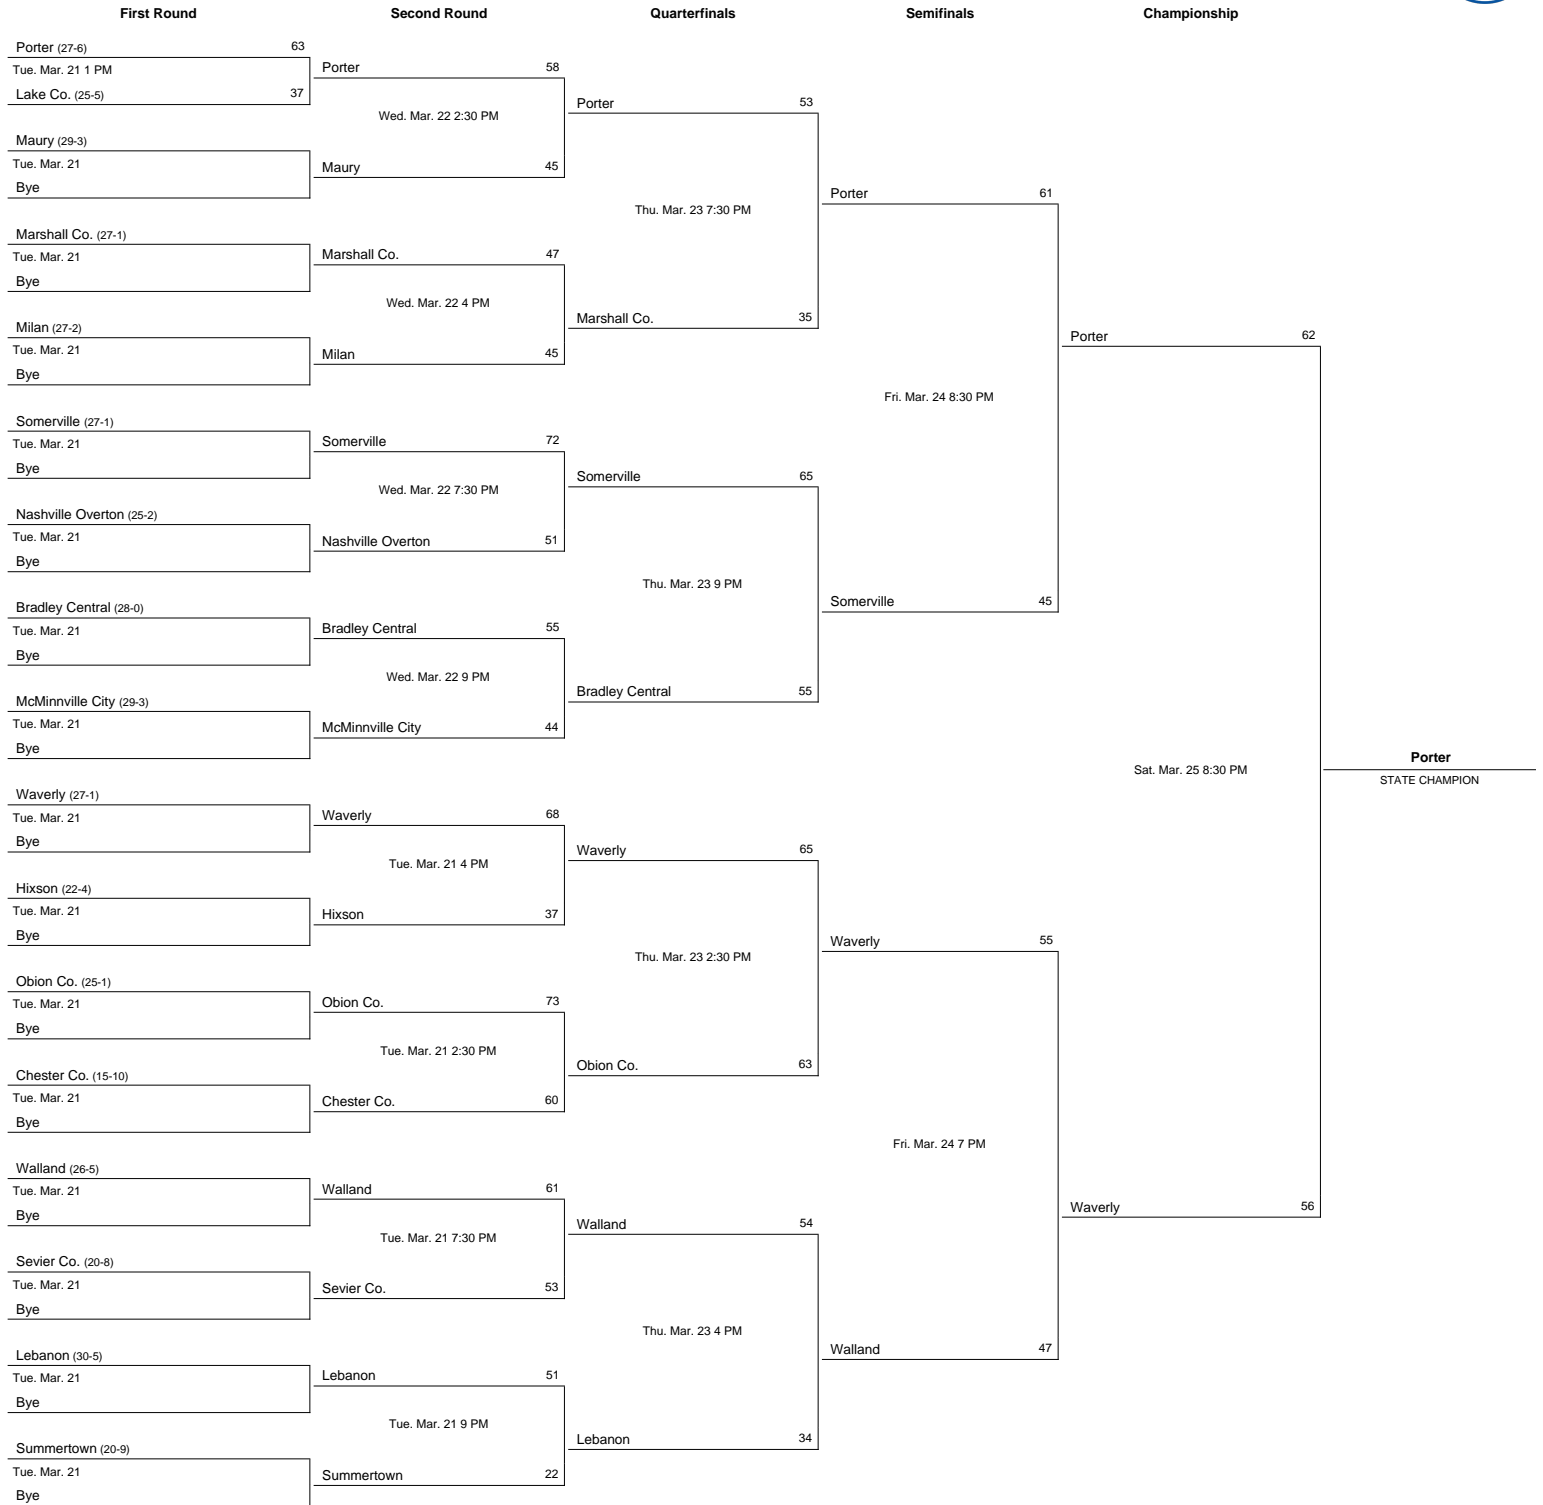 First Round Second Round Quarterfinals Semifinals Championship
Porter (27-6) 63
Tue. Mar. 21 1 PM
Lake Co. (25-5) 37
Maury (29-3)
Tue. Mar. 21
Bye
Marshall Co. (27-1)
Tue. Mar. 21
Bye
Milan (27-2)
Tue. Mar. 21
Bye
Somerville (27-1)
Tue. Mar. 21
Bye
Nashville Overton (25-2)
Tue. Mar. 21
Bye
Bradley Central (28-0)
Tue. Mar. 21
Bye
McMinnville City (29-3)
Tue. Mar. 21
Bye
Waverly (27-1)
Tue. Mar. 21
Bye
Hixson (22-4)
Tue. Mar. 21
Bye
Obion Co. (25-1)
Tue. Mar. 21
Bye
Chester Co. (15-10)
Tue. Mar. 21
Bye
Walland (26-5)
Tue. Mar. 21
Bye
Sevier Co. (20-8)
Tue. Mar. 21
Bye
Lebanon (30-5)
Tue. Mar. 21
Bye
Summertown (20-9)
Tue. Mar. 21
Bye
Porter 58
Wed. Mar. 22 2:30 PM
Maury 45
Marshall Co. 47
Wed. Mar. 22 4 PM
Milan 45
Somerville 72
Wed. Mar. 22 7:30 PM
Nashville Overton 51
Bradley Central 55
Wed. Mar. 22 9 PM
McMinnville City 44
Waverly 68
Tue. Mar. 21 4 PM
Hixson 37
Obion Co. 73
Tue. Mar. 21 2:30 PM
Chester Co. 60
Walland 61
Tue. Mar. 21 7:30 PM
Sevier Co. 53
Lebanon 51
Tue. Mar. 21 9 PM
Summertown 22
Porter 53
Thu. Mar. 23 7:30 PM
Marshall Co. 35
Somerville 65
Thu. Mar. 23 9 PM
Bradley Central 55
Waverly 65
Thu. Mar. 23 2:30 PM
Obion Co. 63
Walland 54
Thu. Mar. 23 4 PM
Lebanon 34
Porter 61
Fri. Mar. 24 8:30 PM
Somerville 45
Waverly 55
Fri. Mar. 24 7 PM
Walland 47
Porter 62
Sat. Mar. 25 8:30 PM
Waverly 56
Porter
STATE CHAMPION